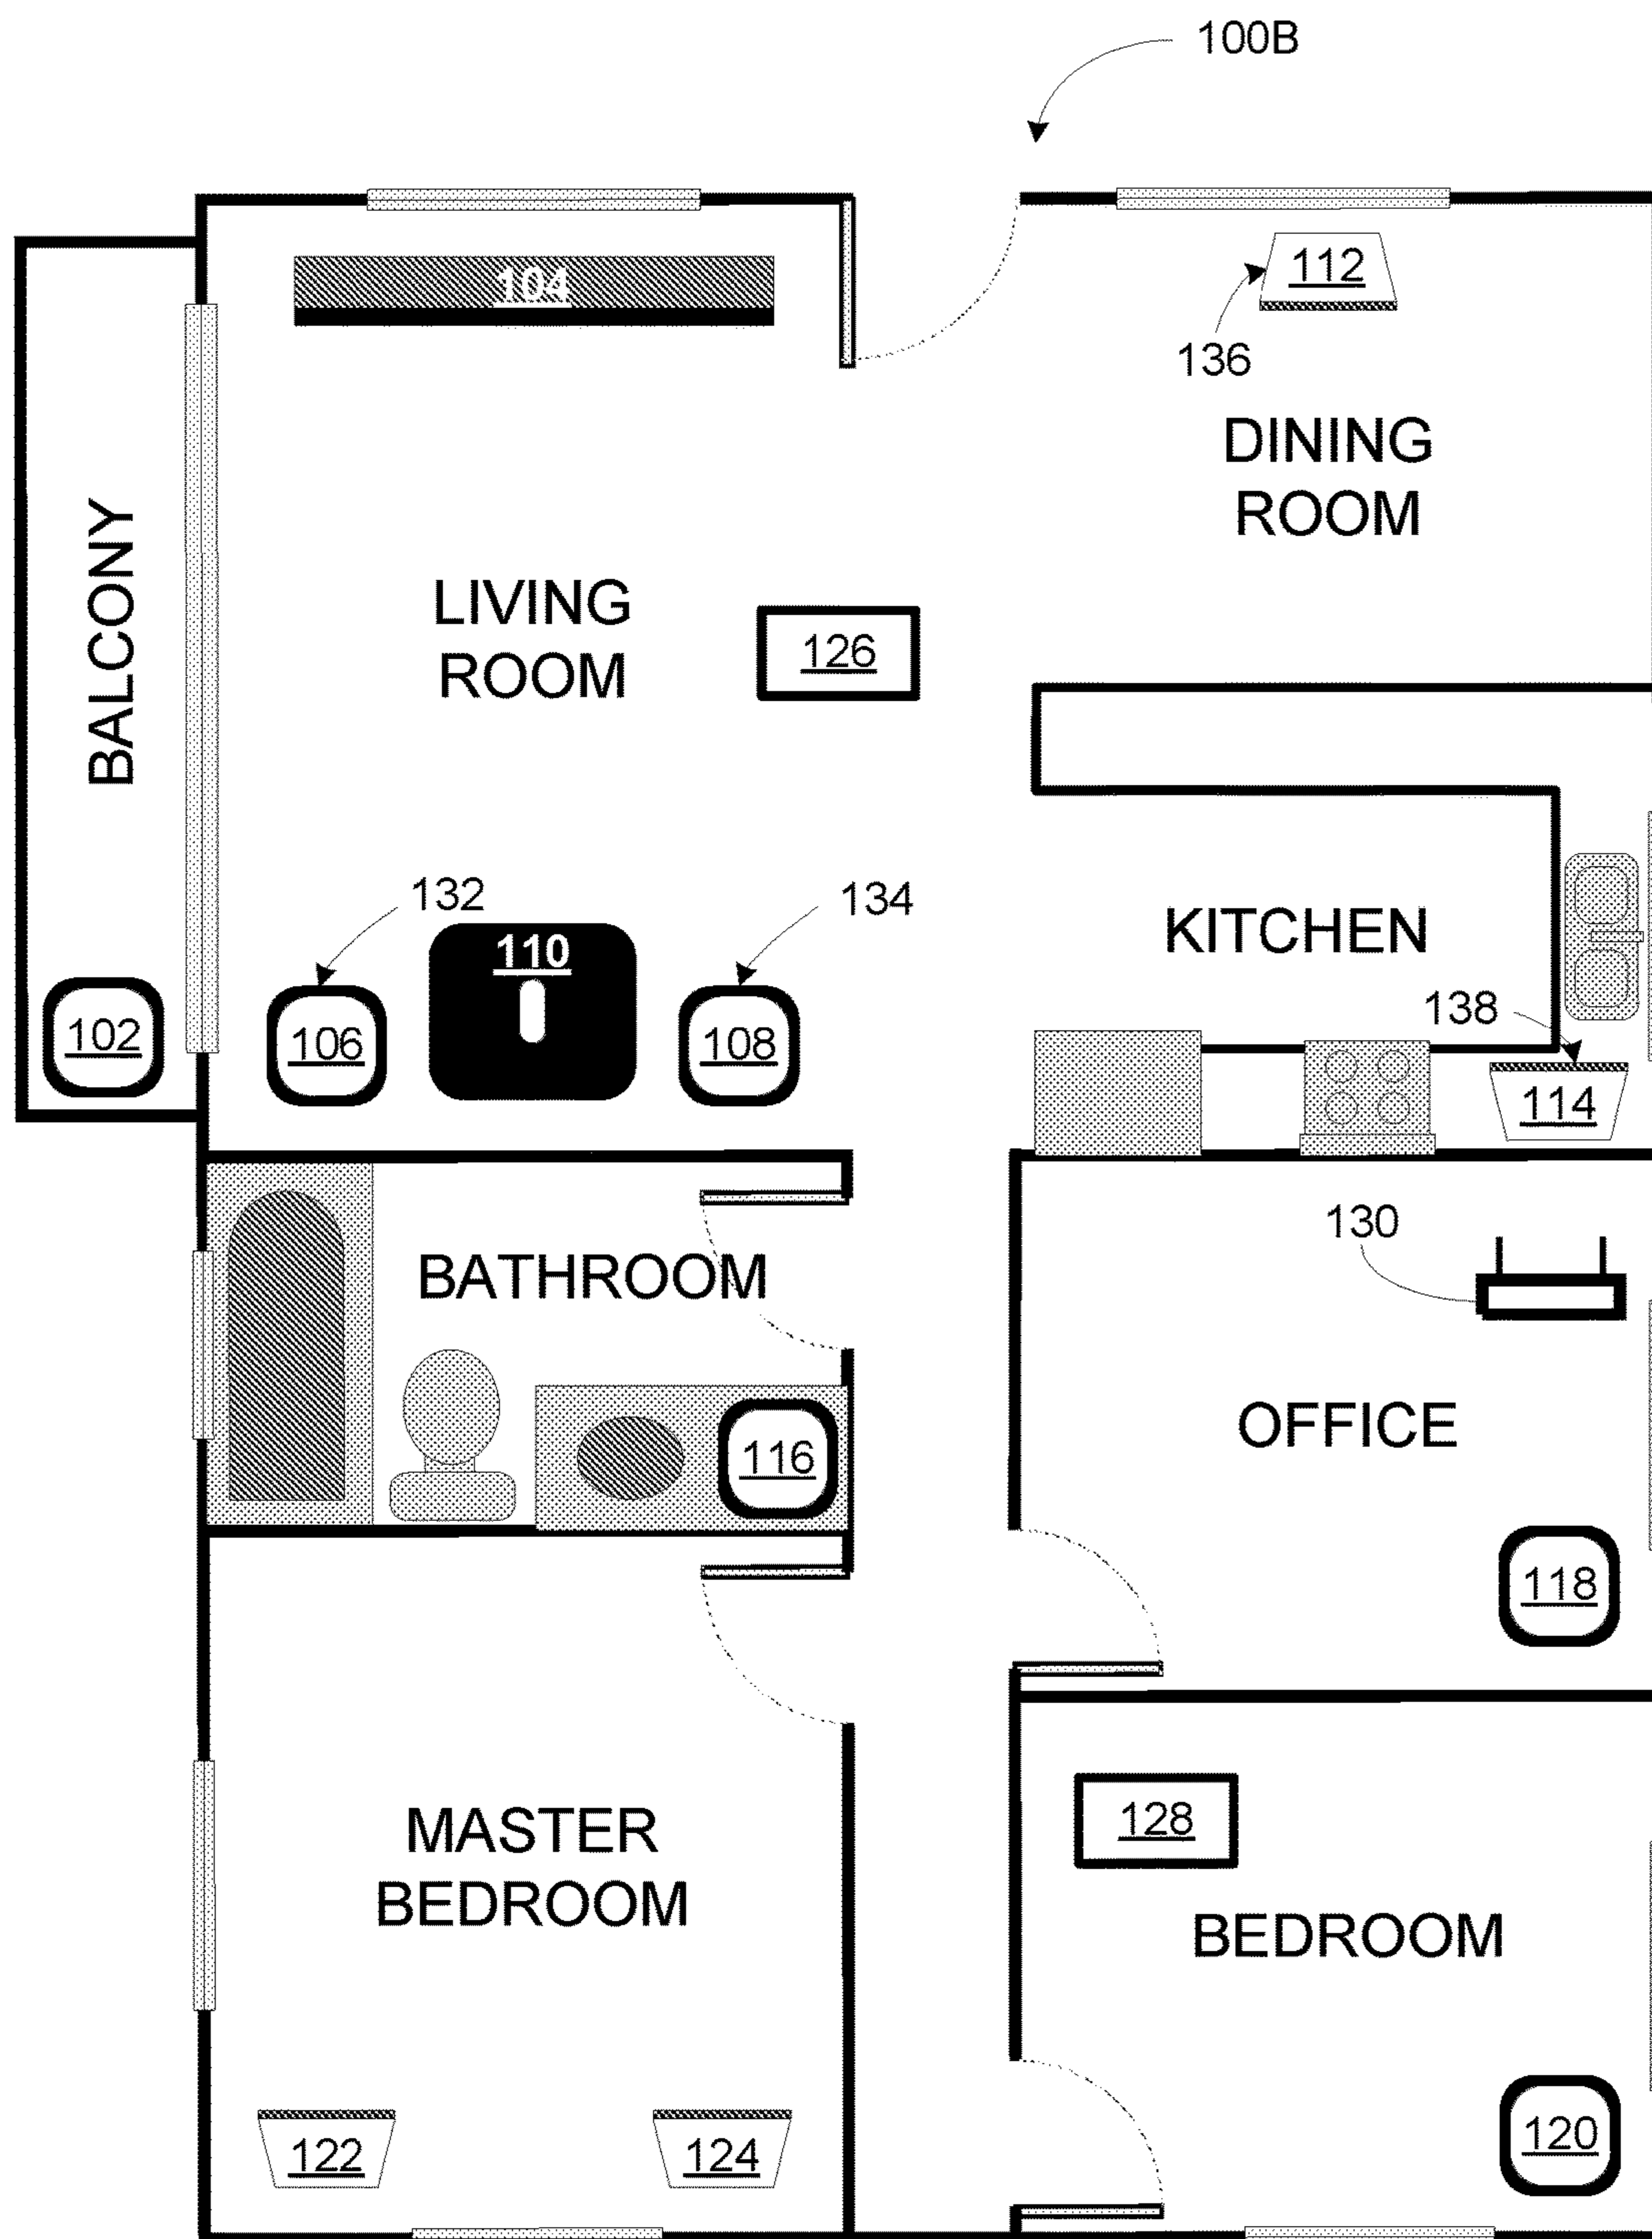 100B
104
112
136
DINING
ROOM
BALCONY
LIVING
ROOM
126
132
134
110
KITCHEN
102
106
108
138
114
130
BATHROOM
OFFICE
116
118
MASTER
BEDROOM
128
BEDROOM
122
124
120